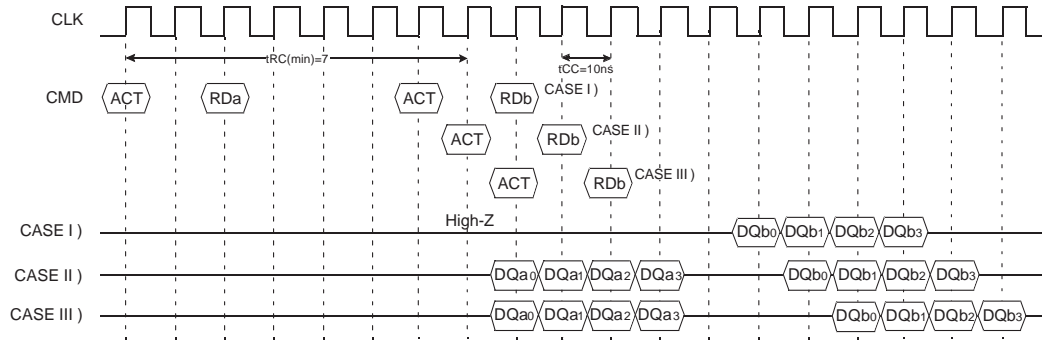 CLK
tRC(min)=7
tCC=10ns
CMD ACT RDa ACT RDb CASE I )
ACT RDb CASE II )
ACT RDb CASE III )
High-Z
CASE I ) DQb0 DQb1 DQb2 DQb3
CASE II ) DQa0 DQa1 DQa2 DQa3 DQb0 DQb1 DQb2 DQb3
CASE III ) DQa0 DQa1 DQa2 DQa3 DQb0 DQb1 DQb2 DQb3